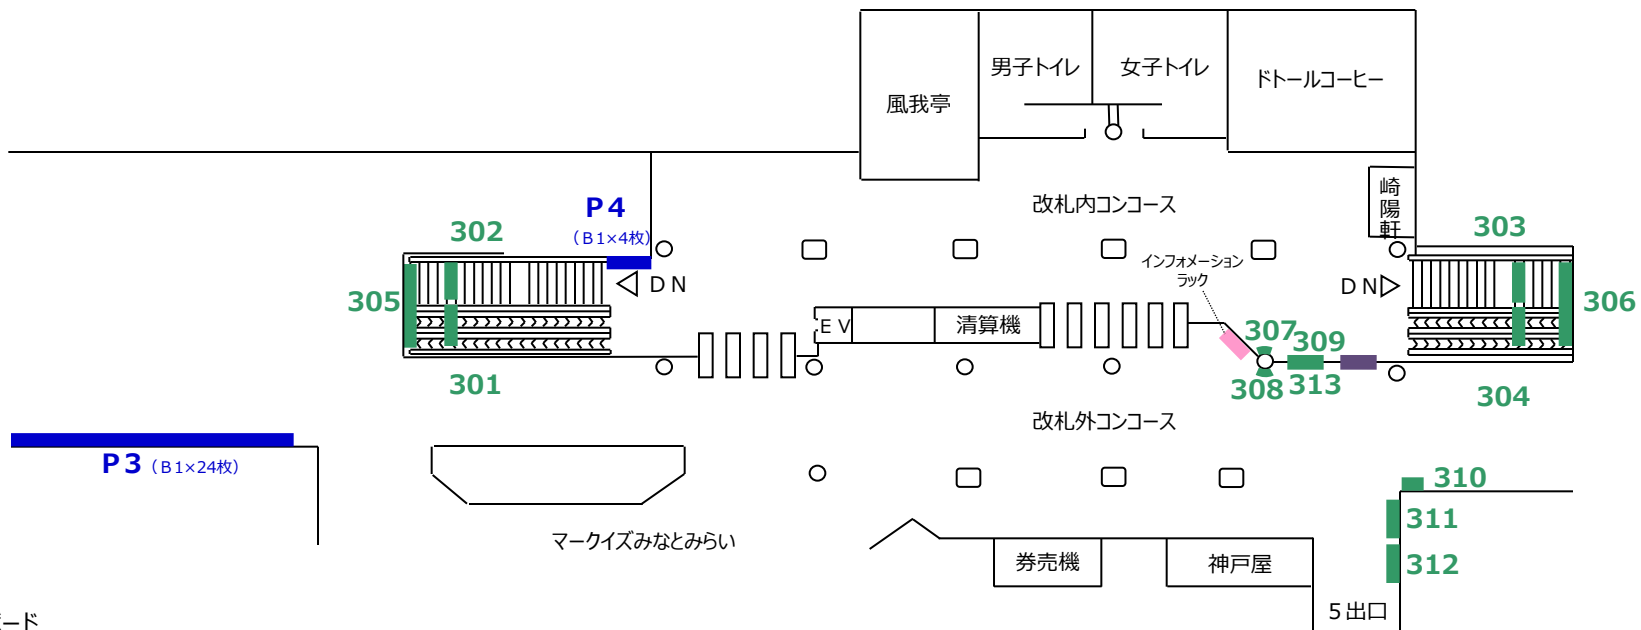 男子トイレ
女子トイレ
ドトールコーヒー
風我亭
改札内コンコース
崎陽軒
P4
（B1×4枚）
302
303
インフォメーション
ラック
DN
DN
305
306
EV
清算機
307
309
301
308
313
304
改札外コンコース
P3（B1×24枚）
310
311
マークイズみなとみらい
券売機
神戸屋
312
5出口
ード